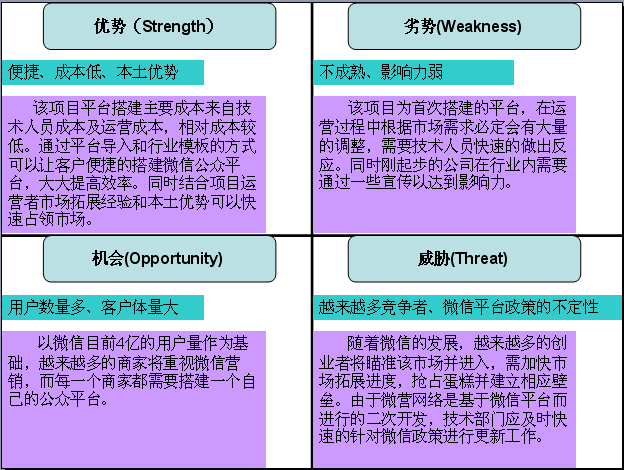 优势（Strength）
便捷、成本低、本土优势
该项目平台搭建主要成本来自技
术人员成本及运营成本，相对成本较
低。通过平台导入和行业模板的方式
可以让客户便捷的搭建微信公众平
台，大大提高效率。同时结合项目运
营者市场拓展经验和本土优势可以快
速占领市场。
劣势(Weakness)
不成熟、影响力弱
该项目为首次搭建的平台，在运
营过程中根据市场需求必定会有大量
的调整，需要技术人员快速的做出反
应。同时刚起步的公司在行业内需要
通过一些宣传以达到影响力。
机会(Opportunity)
用户数量多、客户体量大
以微信目前4亿的用户量作为基
础，越来越多的商家将重视微信营
销，而每一个商家都需要搭建一个自
己的公众平台。
威胁(Threat)
越来越多竞争者、微信平台政策的不定性
随着微信的发展，越来越多的创
业者将瞄准该市场并进入，需加快市
场拓展进度，抢占蛋糕并建立相应壁
垒。由于微营网络是基于微信平台而
进行的二次开发，技术部门应及时快
速的针对微信政策进行更新工作。